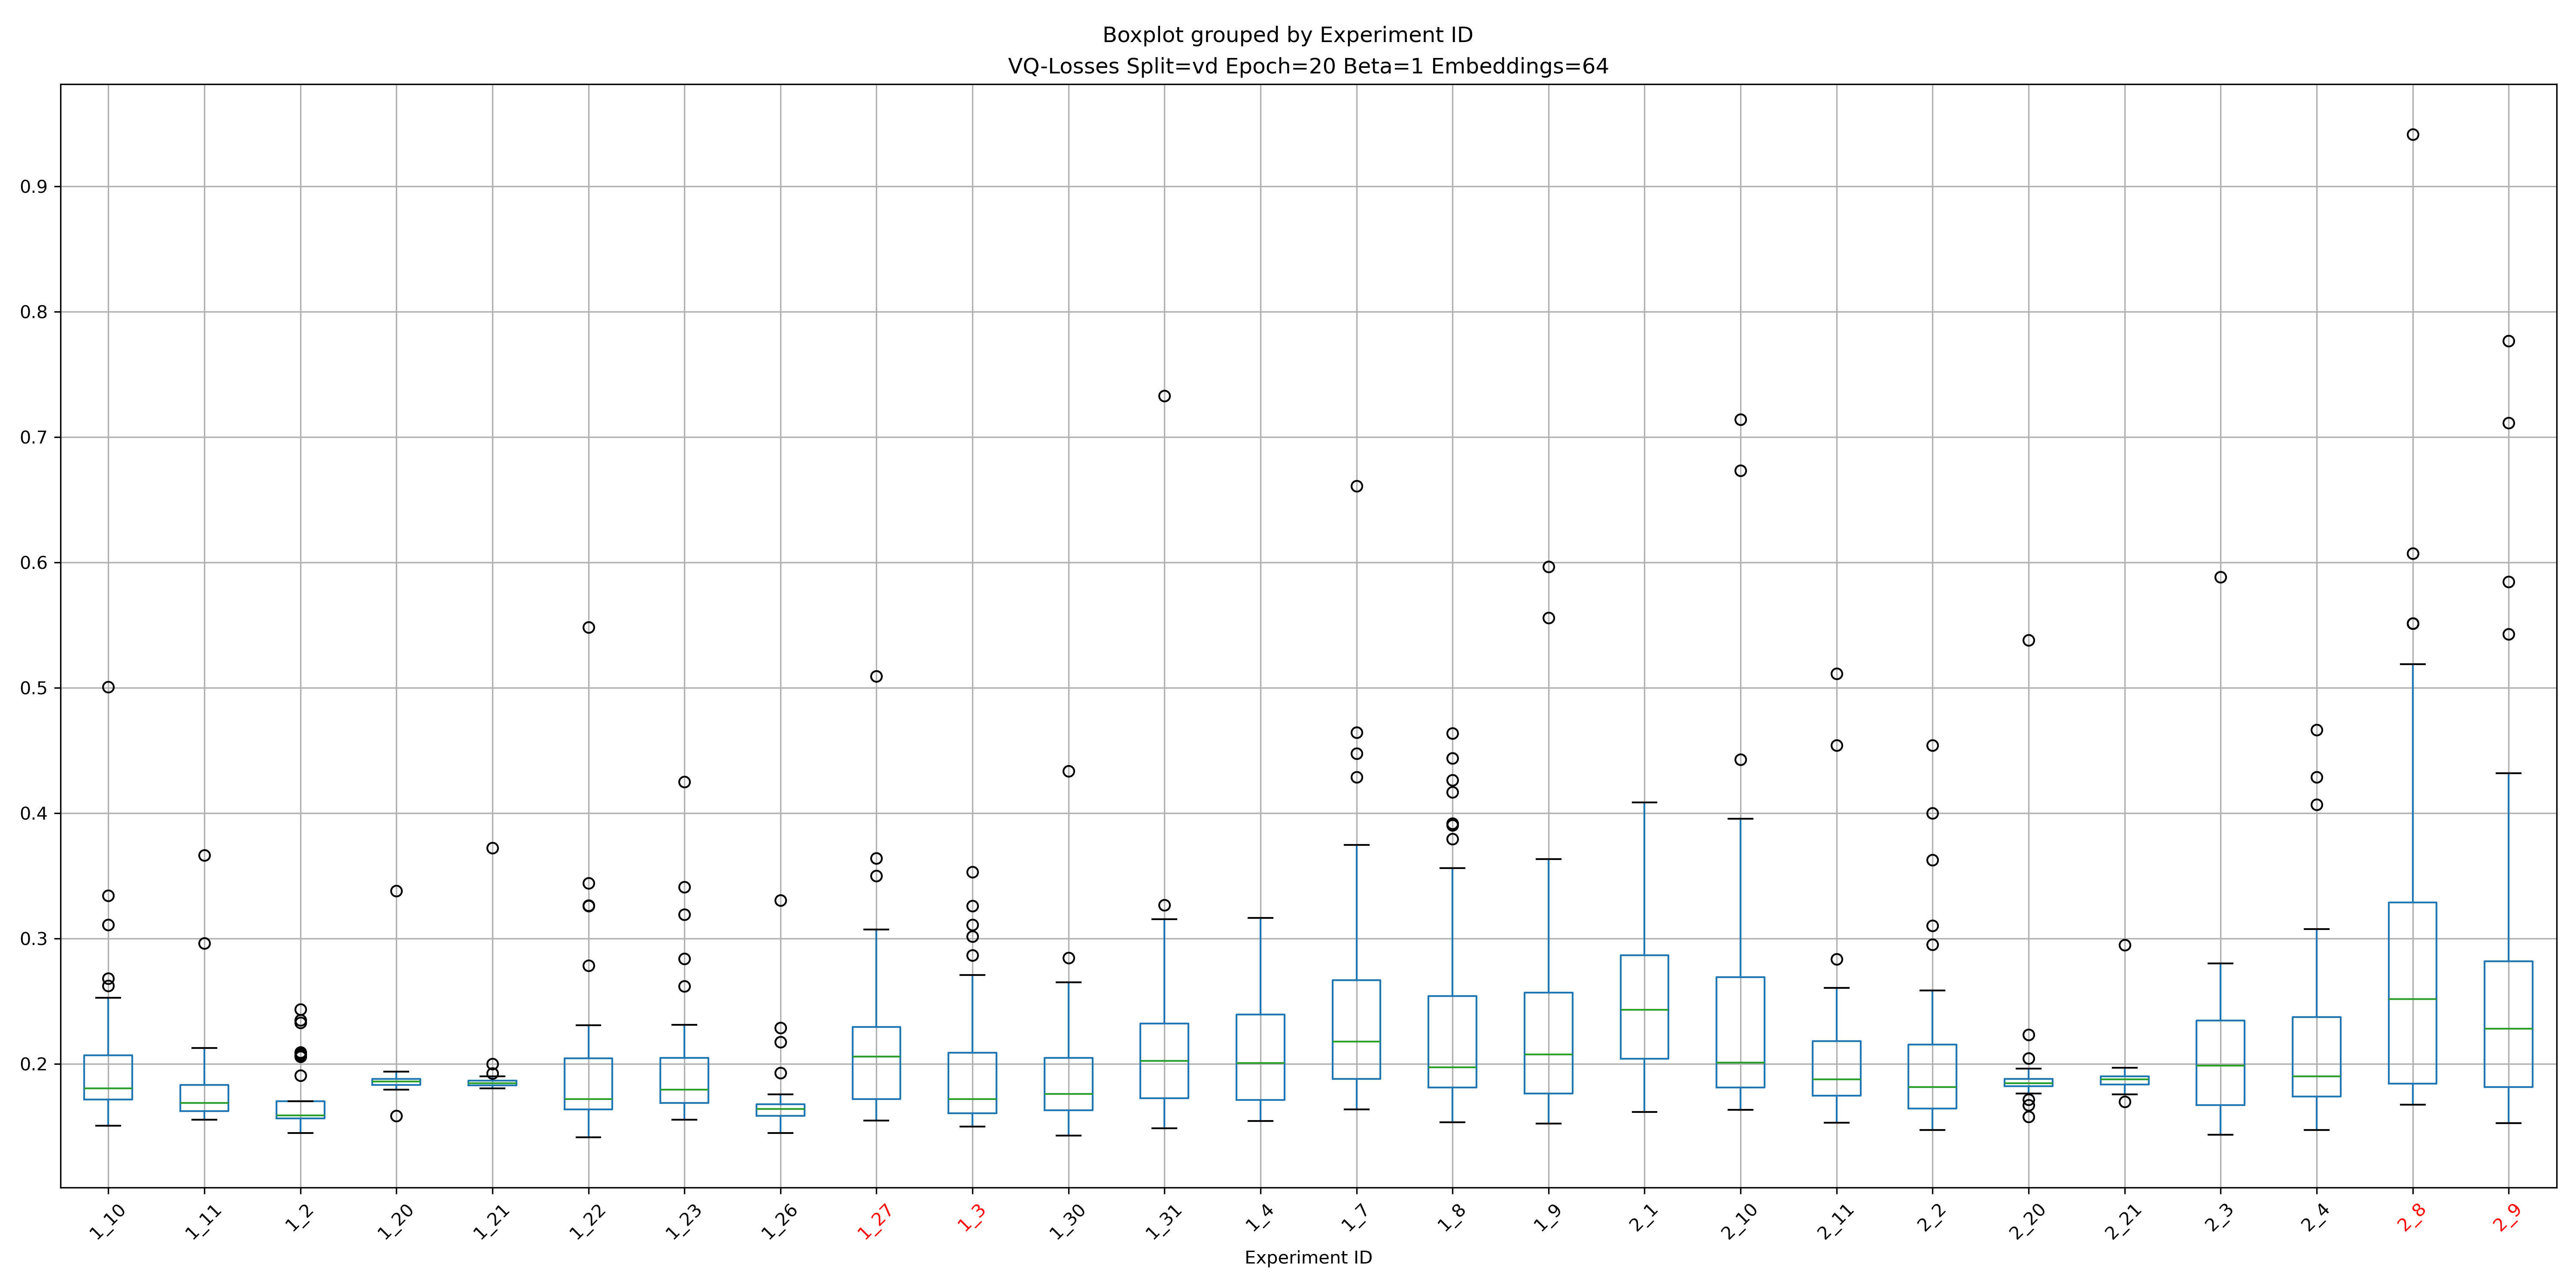 Boxplot grouped by Experiment ID
VQ-Losses Split=vd Epoch=20 Beta=1 Embeddings=64
0.9
0.8
0.7
0.6
0.5
0.4
0.3
0.2
1_10 1_11 1_2 1_20 1_21 1_22 1_23 1_26 1_27 1_3 1_30 1_31 1_4 1_7 1_8 1_9 2_1 2_10 2_11 2_2 2_20 2_21 2_3 2_4 2_8 2_9
Experiment ID